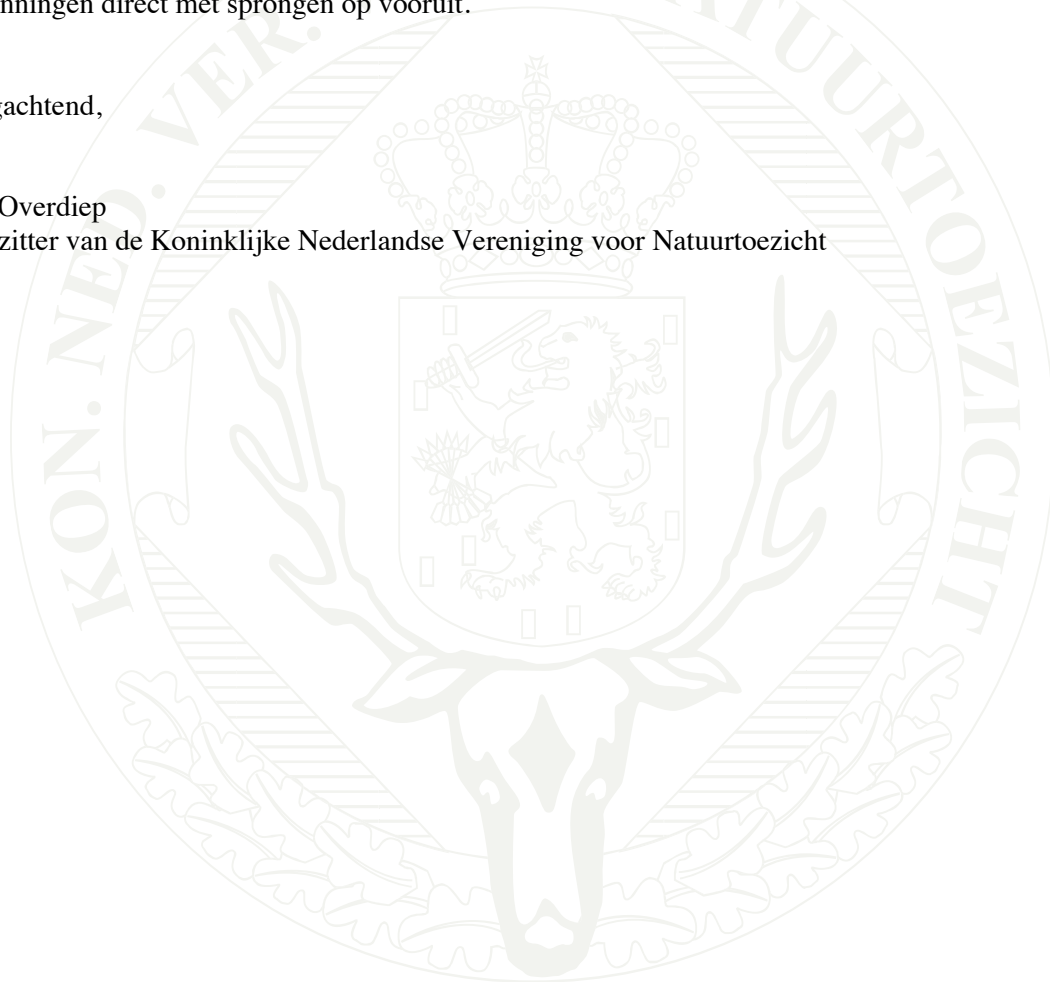 nningen direct met sprongen op vooruit.
gachtend,
Overdiep
zitter van de Koninklijke Nederlandse Vereniging voor Natuurtoezicht
KON. NED. VER. ATUURTOEZICHT